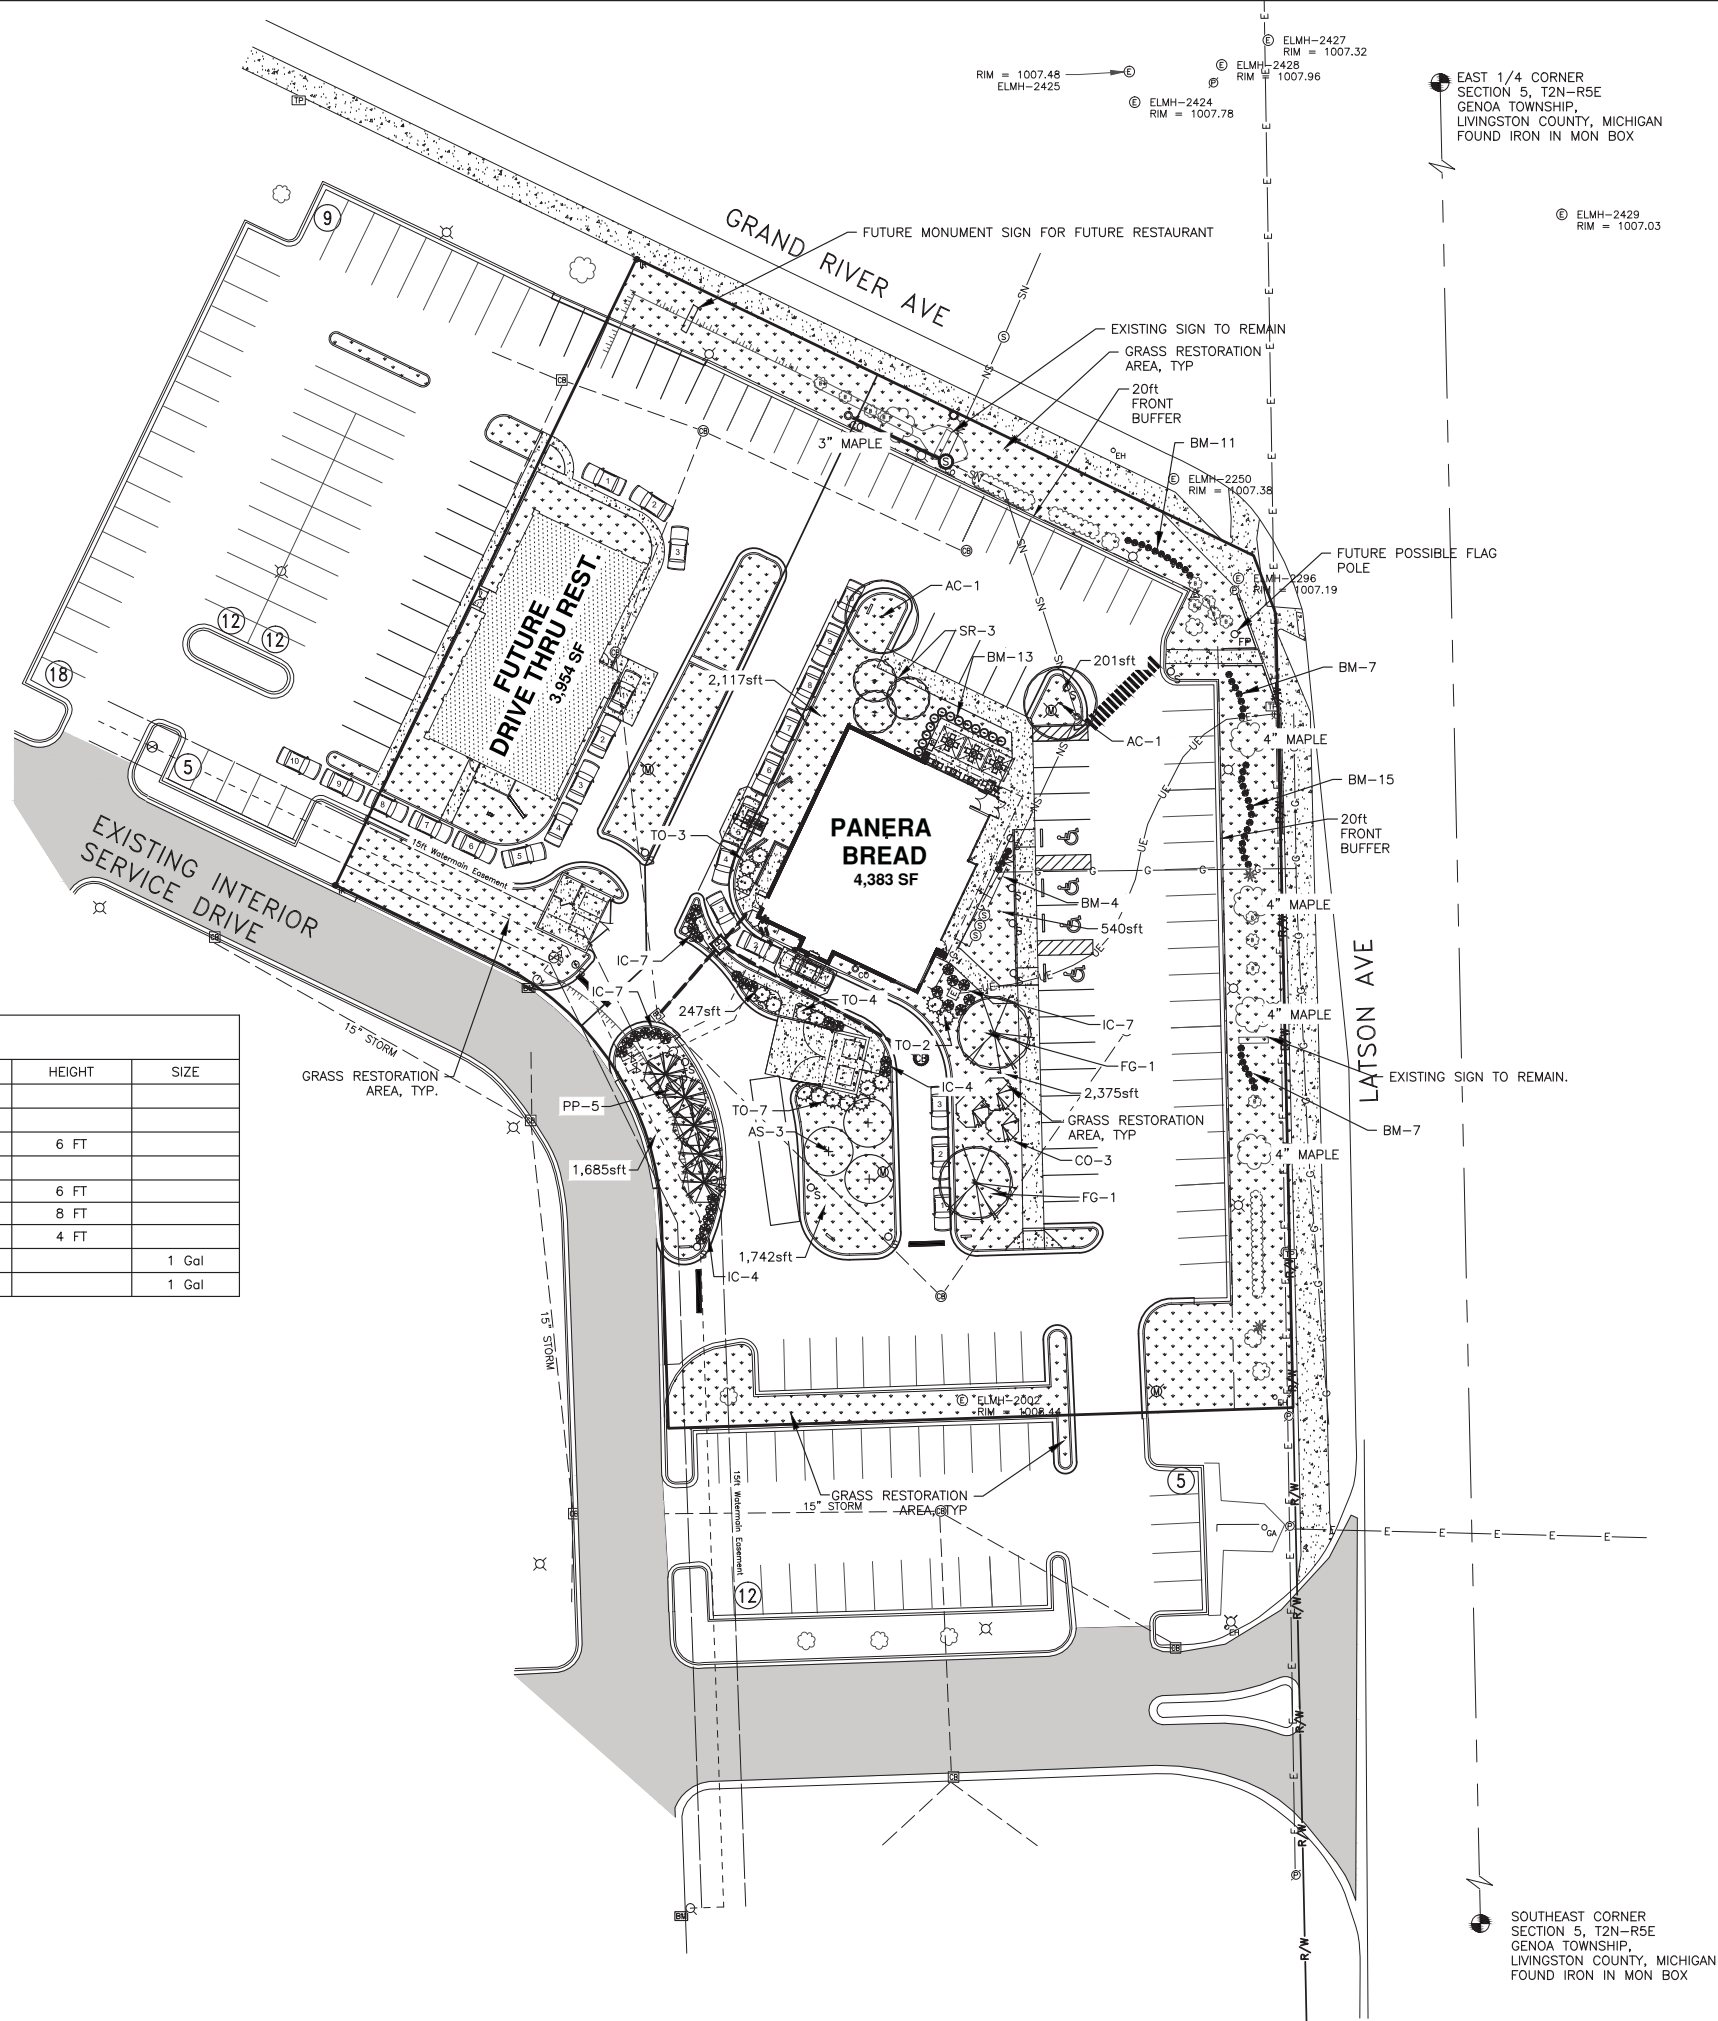 ELMH-2427
RIM = 1007.32
ELMH-2428
RIM = 1007.96
RIM = 1007.48
ELMH-2425
ELMH-2424
RIM = 1007.78
EAST 1/4 CORNER
SECTION 5, T2N-R5E
GENOA TOWNSHIP,
LIVINGSTON COUNTY, MICHIGAN
FOUND IRON IN MON BOX
ELMH-2429
RIM = 1007.03
GRAND RIVER AVE
FUTURE MONUMENT SIGN FOR FUTURE RESTAURANT
EXISTING SIGN TO REMAIN
GRASS RESTORATION
AREA, TYP
20ft
FRONT
BUFFER
3" MAPLE
BM-11
ELMH-2250
RIM = 1007.38
FUTURE POSSIBLE FLAG
POLE
ELMH-2296
RIM = 1007.19
9
12
12
18
5
FUTURE
DRIVE THRU REST.
3,954 SF
AC-1
SR-3
BM-13
201sft
2,117sft
AC-1
BM-7
4" MAPLE
BM-15
20ft
FRONT
BUFFER
PANERA
BREAD
4,383 SF
TO-3
BM-4
540sft
4" MAPLE
EXISTING INTERIOR
SERVICE DRIVE
15ft Watermain Easement
IC-7
IC-7
247sft
TO-4
TO-2
IC-7
FG-1
4" MAPLE
LATSON AVE
EXISTING SIGN TO REMAIN.
15" STORM
GRASS RESTORATION
AREA, TYP.
PP-5
IC-4
2,375sft
TO-7
AS-3
GRASS RESTORATION
AREA, TYP
CO-3
BM-7
4" MAPLE
1,685sft
FG-1
1,742sft
IC-4
HEIGHT SIZE
6 FT
6 FT
8 FT
4 FT
1 Gal
1 Gal
15" STORM
ELMH-2002
RIM = 1008.44
GRASS RESTORATION
AREA, TYP
15" STORM
15ft Watermain Easement
5
12
SOUTHEAST CORNER
SECTION 5, T2N-R5E
GENOA TOWNSHIP,
LIVINGSTON COUNTY, MICHIGAN
FOUND IRON IN MON BOX